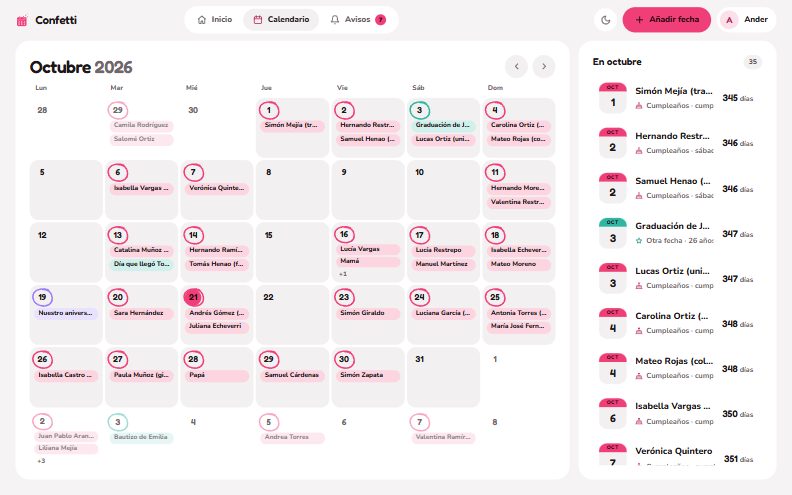 Confetti
Inicio
Calendario
Avisos 7
Añadir fecha
A Ander
Octubre 2026
Lun Mar Mié Jue Vie Sáb Dom
28 29 30 1 2 3 4
Camila Rodríguez Simón Mejía (tr... Hernando Restr... Graduación de J... Carolina Ortiz (...
Salomé Ortiz Samuel Henao (... Lucas Ortiz (uni... Mateo Rojas (co...
5 6 7 8 9 10 11
Isabella Vargas ... Verónica Quinte... Hernando More...
Valentina Restr...
12 13 14 15 16 17 18
Catalina Muñoz ... Hernando Ramí... Lucía Vargas Lucía Restrepo Isabella Echever...
Día que llegó To... Tomás Henao (f... Mamá Manuel Martínez Mateo Moreno
+1
19 20 21 22 23 24 25
Nuestro anivers... Sara Hernández Andrés Gómez (... Simón Giraldo Luciana García (... Antonia Torres (...
Juliana Echeverri María José Fern...
26 27 28 29 30 31 1
Isabella Castro ... Paula Muñoz (gi... Papá Samuel Cárdenas Simón Zapata
2 3 4 5 6 7 8
Juan Pablo Aran... Bautizo de Emilia Andrea Torres Valentina Ramír...
Liliana Mejía
+3
En octubre 35
OCT 1 Simón Mejía (tra... 345 días
Cumpleaños · cump
OCT 2 Hernando Restr... 346 días
Cumpleaños · sábad
OCT 2 Samuel Henao (... 346 días
Cumpleaños · sábad
OCT 3 Graduación de J... 347 días
Otra fecha · 26 años
OCT 3 Lucas Ortiz (uni... 347 días
Cumpleaños · cump
OCT 4 Carolina Ortiz (... 348 días
Cumpleaños · cump
OCT 4 Mateo Rojas (col... 348 días
Cumpleaños · cump
OCT 6 Isabella Vargas ... 350 días
Cumpleaños · cump
OCT 7 Verónica Quintero 351 días
Cumpleaños · cump